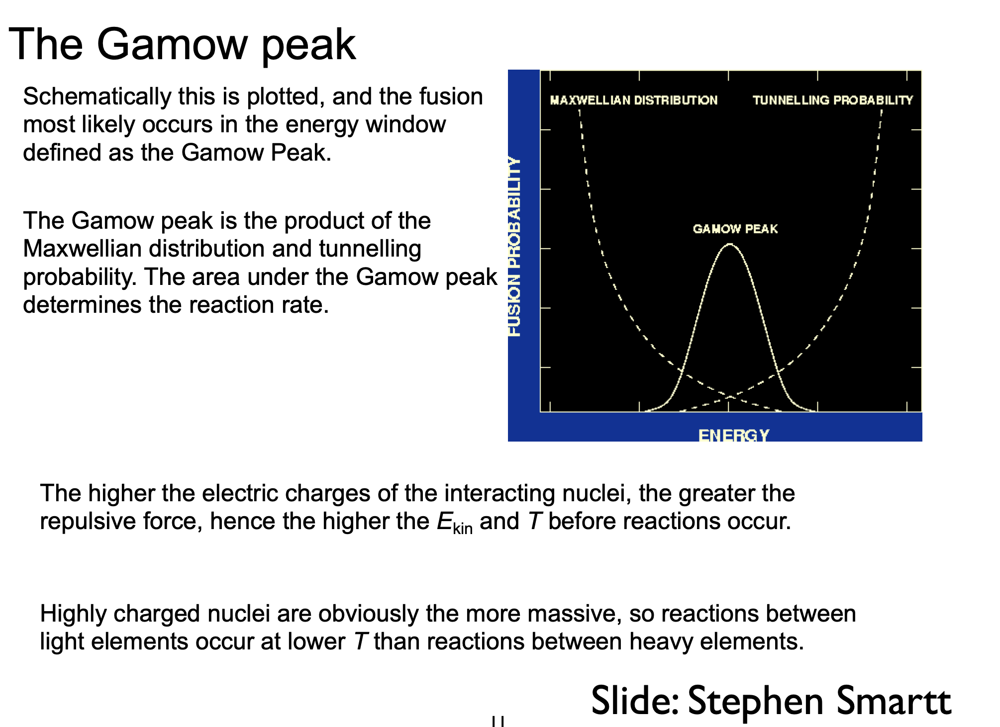 The Gamow peak
Schematically this is plotted, and the fusion
most likely occurs in the energy window
defined as the Gamow Peak.
The Gamow peak is the product of the
Maxwellian distribution and tunnelling
probability. The area under the Gamow peak
determines the reaction rate.
FUSION PROBABILITY
MAXWELLIAN DISTRIBUTION
TUNNELLING PROBABILITY
GAMOW PEAK
ENERGY
The higher the electric charges of the interacting nuclei, the greater the
repulsive force, hence the higher the Ekin and T before reactions occur.
Highly charged nuclei are obviously the more massive, so reactions between
light elements occur at lower T than reactions between heavy elements.
Slide: Stephen Smartt